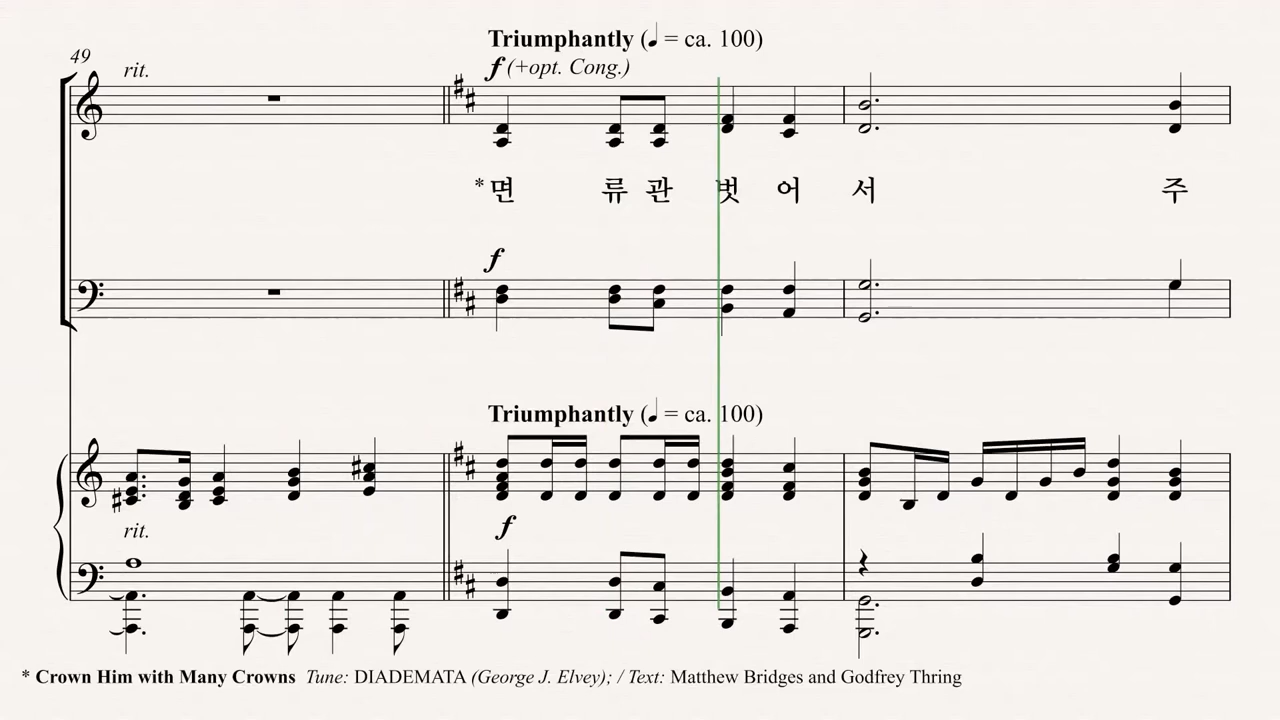 Triumphantly (♩ = ca. 100)
49
rit.
f (+opt. Cong.)
*면 류 관 벗 어 서 주
f
Triumphantly (♩ = ca. 100)
rit.
f
* Crown Him with Many Crowns Tune: DIADEMATA (George J. Elvey); / Text: Matthew Bridges and Godfrey Thring